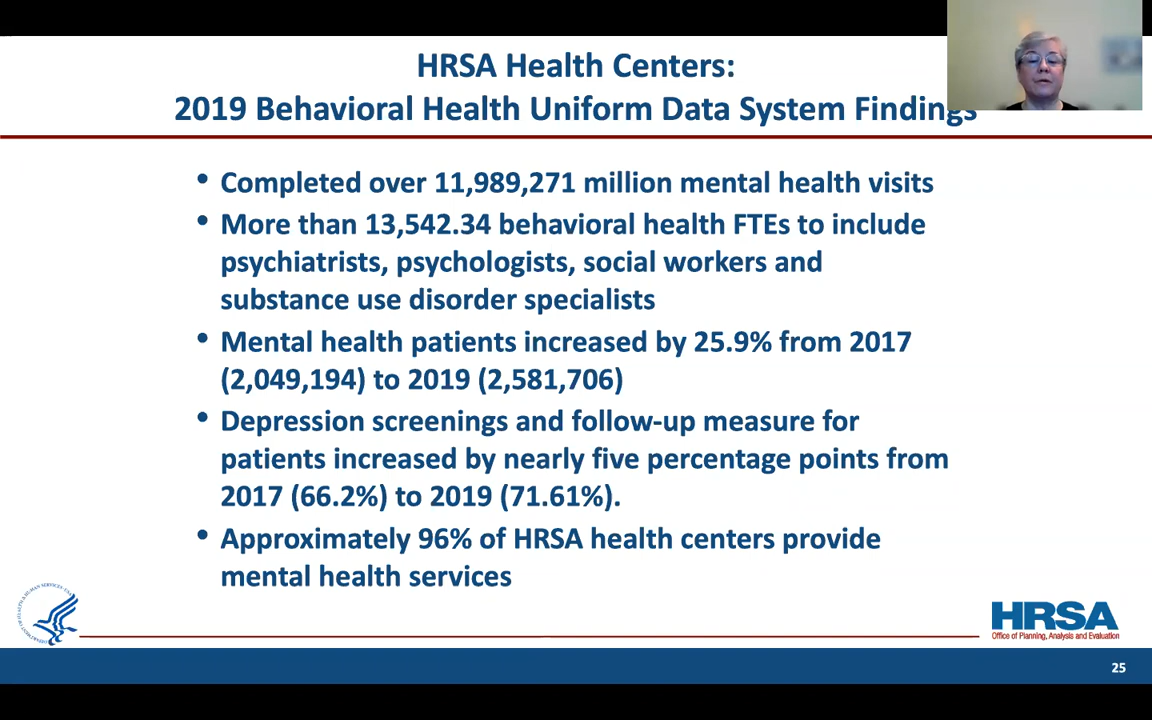 HRSA Health Centers:
2019 Behavioral Health Uniform Data System Findings
• Completed over 11,989,271 million mental health visits
• More than 13,542.34 behavioral health FTEs to include
psychiatrists, psychologists, social workers and
substance use disorder specialists
• Mental health patients increased by 25.9% from 2017
(2,049,194) to 2019 (2,581,706)
• Depression screenings and follow-up measure for
patients increased by nearly five percentage points from
2017 (66.2%) to 2019 (71.61%).
• Approximately 96% of HRSA health centers provide
mental health services
HRSA
Office of Planning, Analysis and Evaluation
25